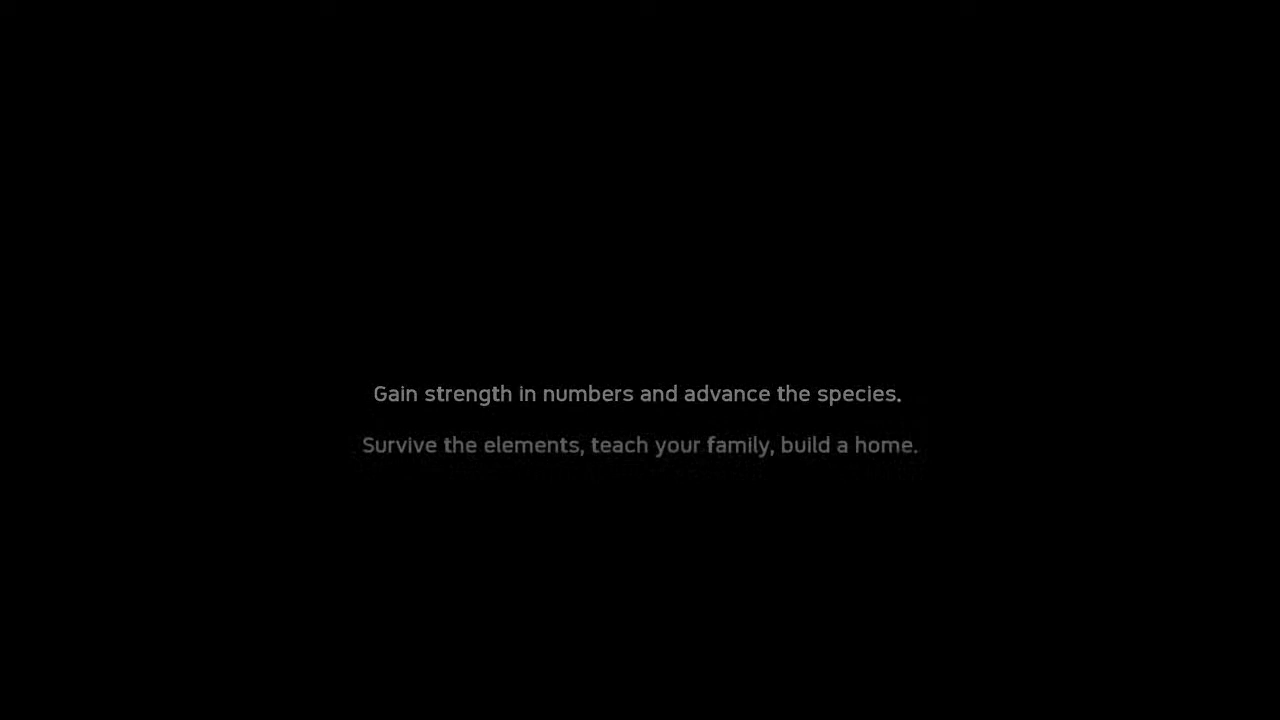 Gain strength in numbers and advance the species.
Survive the elements, teach your family, build a home.